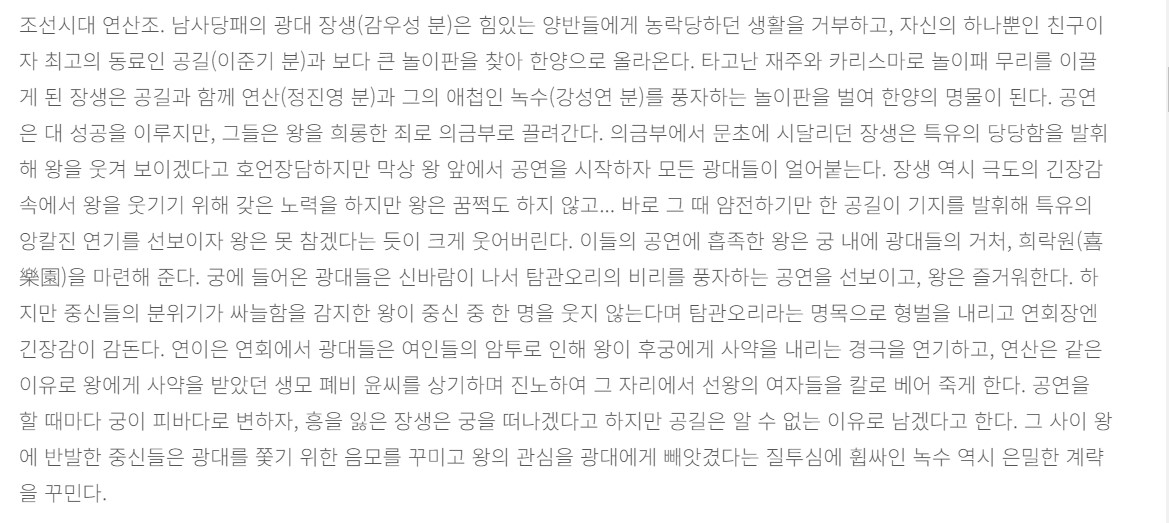 조선시대 연산조. 남사당패의 광대 장생(감우성 분)은 힘있는 양반들에게 농락당하던 생활을 거부하고, 자신의 하나뿐인 친구이
자 최고의 동료인 공길(이준기 분)과 보다 큰 놀이판을 찾아 한양으로 올라온다. 타고난 재주와 카리스마로 놀이패 무리를 이끌
게 된 장생은 공길과 함께 연산(정진영 분)과 그의 애첩인 녹수(강성연 분)를 풍자하는 놀이판을 벌여 한양의 명물이 된다. 공연
은 대 성공을 이루지만, 그들은 왕을 희롱한 죄로 의금부로 끌려간다. 의금부에서 문초에 시달리던 장생은 특유의 당당함을 발휘
해 왕을 웃겨 보이겠다고 호언장담하지만 막상 왕 앞에서 공연을 시작하자 모든 광대들이 얼어붙는다. 장생 역시 극도의 긴장감
속에서 왕을 웃기기 위해 갖은 노력을 하지만 왕은 꿈쩍도 하지 않고... 바로 그 때 얌전하기만 한 공길이 기지를 발휘해 특유의
앙칼진 연기를 선보이자 왕은 못 참겠다는 듯이 크게 웃어버린다. 이들의 공연에 흡족한 왕은 궁 내에 광대들의 거처, 희락원(喜
樂園)을 마련해 준다. 궁에 들어온 광대들은 신바람이 나서 탐관오리의 비리를 풍자하는 공연을 선보이고, 왕은 즐거워한다. 하
지만 중신들의 분위기가 싸늘함을 감지한 왕이 중신 중 한 명을 웃지 않는다며 탐관오리라는 명목으로 형벌을 내리고 연회장엔
긴장감이 감돈다. 연이은 연회에서 광대들은 여인들의 암투로 인해 왕이 후궁에게 사약을 내리는 경극을 연기하고, 연산은 같은
이유로 왕에게 사약을 받았던 생모 폐비 윤씨를 상기하며 진노하여 그 자리에서 선왕의 여자들을 칼로 베어 죽게 한다. 공연을
할 때마다 궁이 피바다로 변하자, 흥을 잃은 장생은 궁을 떠나겠다고 하지만 공길은 알 수 없는 이유로 남겠다고 한다. 그 사이 왕
에 반발한 중신들은 광대를 쫓기 위한 음모를 꾸미고 왕의 관심을 광대에게 빼앗겼다는 질투심에 휩싸인 녹수 역시 은밀한 계략
을 꾸민다.